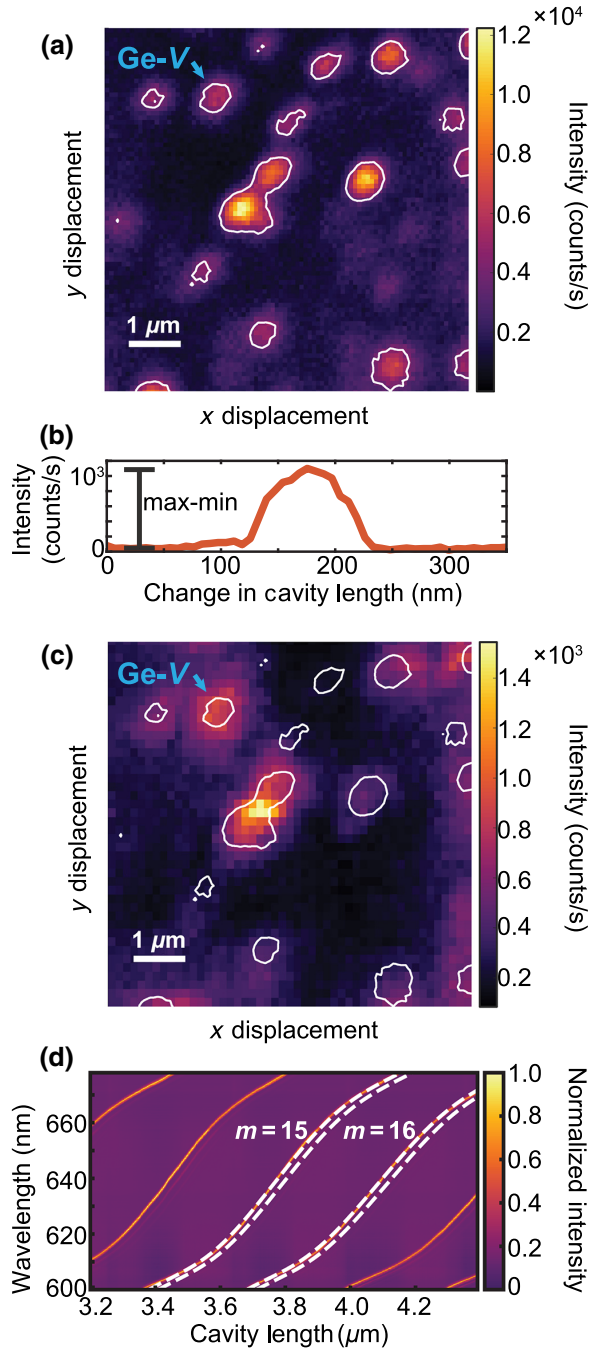 (a)
Ge-V
1 μm
y displacement
x displacement
×10⁴
1.2
1.0
0.8
0.6
0.4
0.2
Intensity (counts/s)
(b)
Intensity
(counts/s)
10³
0
max-min
0 100 200 300
Change in cavity length (nm)
(c)
Ge-V
1 μm
y displacement
x displacement
×10³
1.4
1.2
1.0
0.8
0.6
0.4
0.2
Intensity (counts/s)
(d)
Wavelength (nm)
660
640
620
600
m = 15
m = 16
3.2 3.4 3.6 3.8 4.0 4.2
Cavity length (μm)
1.0
0.8
0.6
0.4
0.2
0
Normalized intensity